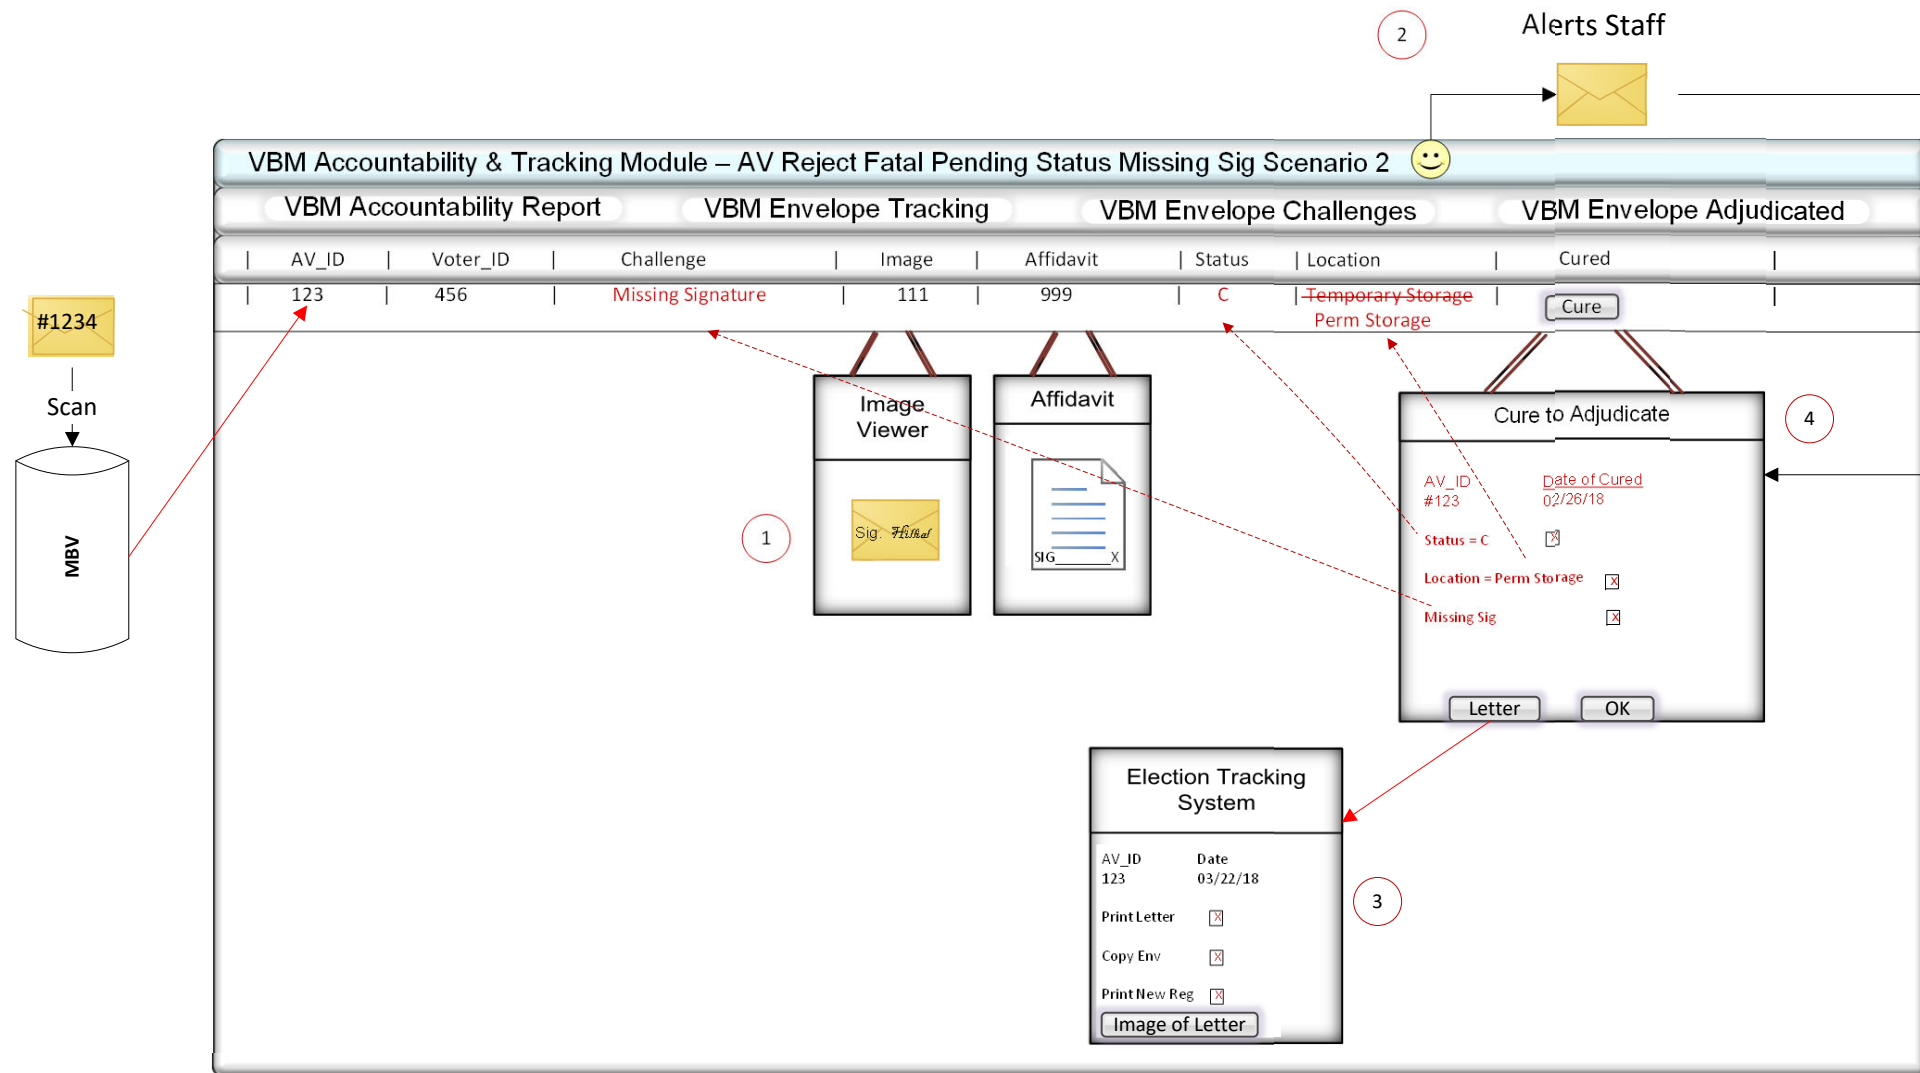 2
Alerts Staff
VBM Accountability & Tracking Module – AV Reject Fatal Pending Status Missing Sig Scenario 2
VBM Accountability Report
VBM Envelope Tracking
VBM Envelope Challenges
VBM Envelope Adjudicated
| AV_ID | Voter_ID | Challenge | Image | Affidavit | Status | Location | Cured |
| 123 | 456 | Missing Signature | 111 | 999 | C | Temporary Storage | Cure |
Perm Storage
#1234
Scan
MBV
Image
Viewer
Sig.
1
Affidavit
SIG_______X
Cure to Adjudicate
4
AV_ID Date of Cured
#123 02/26/18
Status = C X
Location = Perm Storage X
Missing Sig X
Letter OK
Election Tracking
System
AV_ID Date
123 03/22/18
3
Print Letter X
Copy Env X
Print New Reg X
Image of Letter